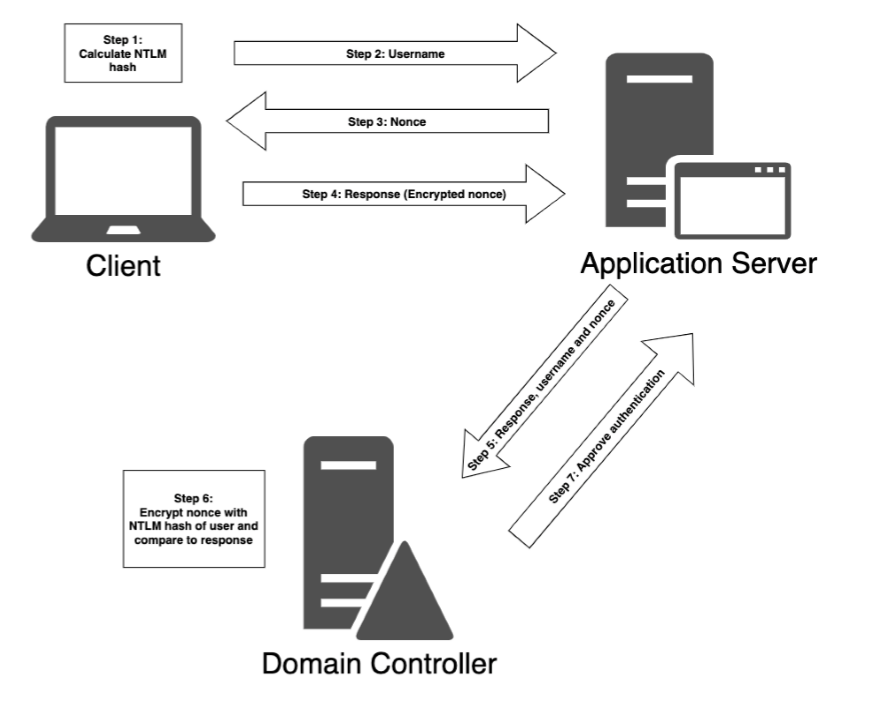 Step 1:
Calculate NTLM
hash
Step 2: Username
Step 3: Nonce
Step 4: Response (Encrypted nonce)
Client
Application Server
Step 5: Response, username and nonce
Step 7: Approve authentication
Step 6:
Encrypt nonce with
NTLM hash of user and
compare to response
Domain Controller